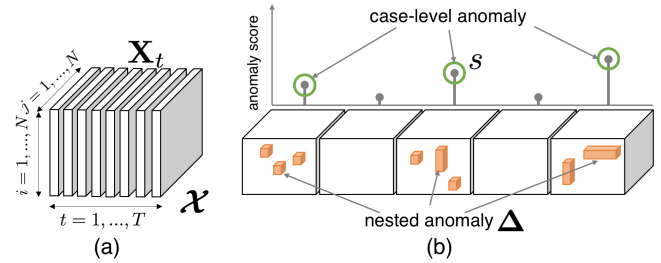 X_t
j = 1, ..., N
i = 1, ..., N
t = 1, ..., T
𝒳
(a)
anomaly score
case-level anomaly
s
nested anomaly Δ
(b)